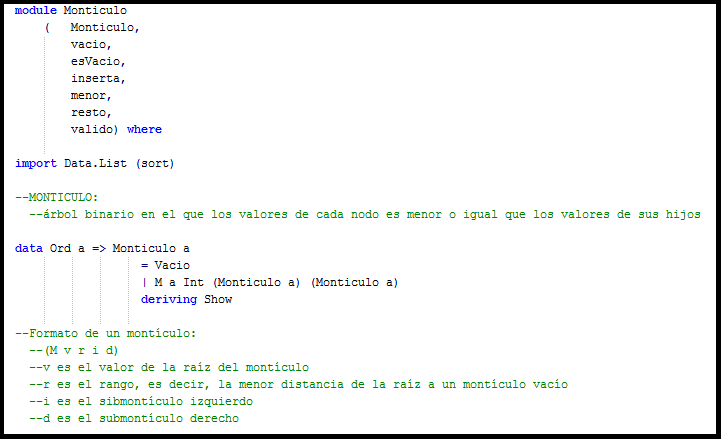 module Monticulo
( Monticulo,
vacio,
esVacio,
inserta,
menor,
resto,
valido) where
import Data.List (sort)
--MONTICULO:
--árbol binario en el que los valores de cada nodo es menor o igual que los valores de sus hijos
data Ord a => Monticulo a
= Vacio
| M a Int (Monticulo a) (Monticulo a)
deriving Show
--Formato de un montículo:
--(M v r i d)
--v es el valor de la raíz del montículo
--r es el rango, es decir, la menor distancia de la raíz a un montículo vacío
--i es el sibmontículo izquierdo
--d es el submontículo derecho